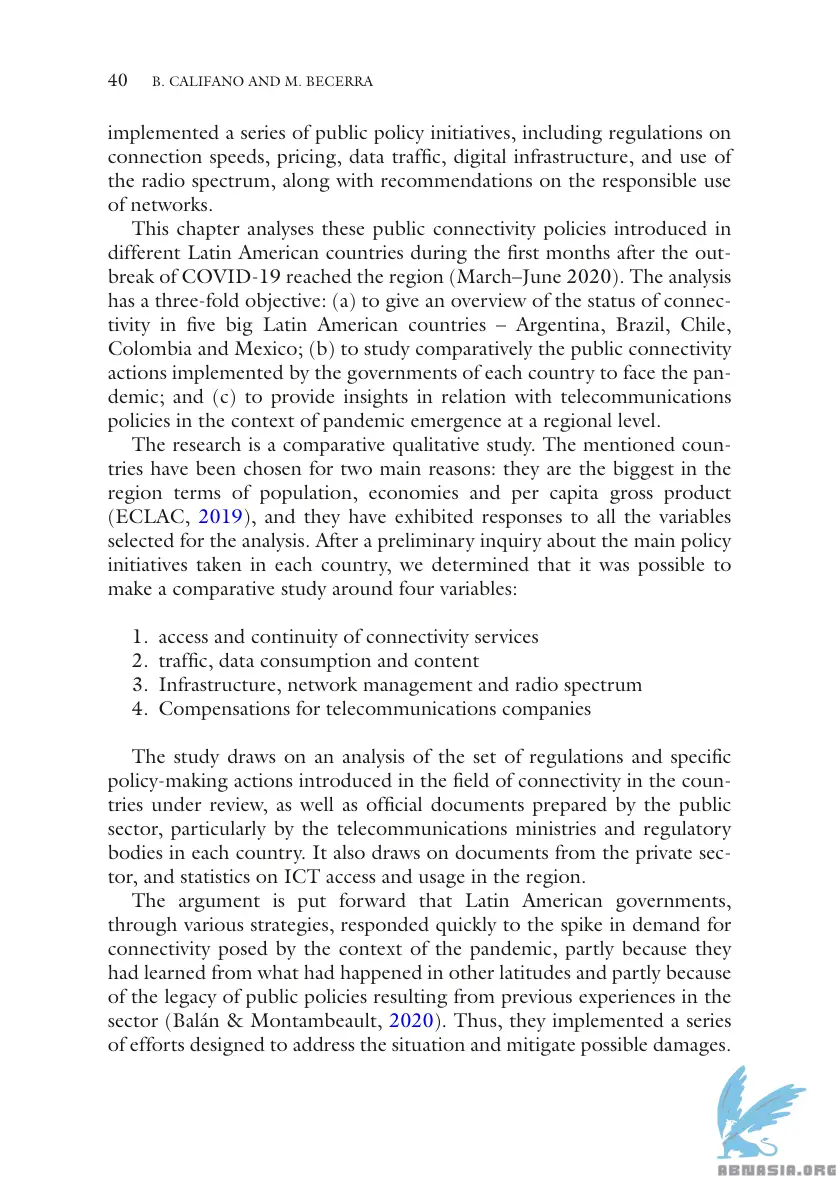 40 B. CALIFANO AND M. BECERRA
implemented a series of public policy initiatives, including regulations on
connection speeds, pricing, data traffic, digital infrastructure, and use of
the radio spectrum, along with recommendations on the responsible use
of networks.
This chapter analyses these public connectivity policies introduced in
different Latin American countries during the first months after the out-
break of COVID-19 reached the region (March–June 2020). The analysis
has a three-fold objective: (a) to give an overview of the status of connec-
tivity in five big Latin American countries – Argentina, Brazil, Chile,
Colombia and Mexico; (b) to study comparatively the public connectivity
actions implemented by the governments of each country to face the pan-
demic; and (c) to provide insights in relation with telecommunications
policies in the context of pandemic emergence at a regional level.
The research is a comparative qualitative study. The mentioned coun-
tries have been chosen for two main reasons: they are the biggest in the
region terms of population, economies and per capita gross product
(ECLAC, 2019), and they have exhibited responses to all the variables
selected for the analysis. After a preliminary inquiry about the main policy
initiatives taken in each country, we determined that it was possible to
make a comparative study around four variables:
1. access and continuity of connectivity services
2. traffic, data consumption and content
3. Infrastructure, network management and radio spectrum
4. Compensations for telecommunications companies
The study draws on an analysis of the set of regulations and specific
policy-making actions introduced in the field of connectivity in the coun-
tries under review, as well as official documents prepared by the public
sector, particularly by the telecommunications ministries and regulatory
bodies in each country. It also draws on documents from the private sec-
tor, and statistics on ICT access and usage in the region.
The argument is put forward that Latin American governments,
through various strategies, responded quickly to the spike in demand for
connectivity posed by the context of the pandemic, partly because they
had learned from what had happened in other latitudes and partly because
of the legacy of public policies resulting from previous experiences in the
sector (Balán & Montambeault, 2020). Thus, they implemented a series
of efforts designed to address the situation and mitigate possible damages.
ABNASIA.ORG